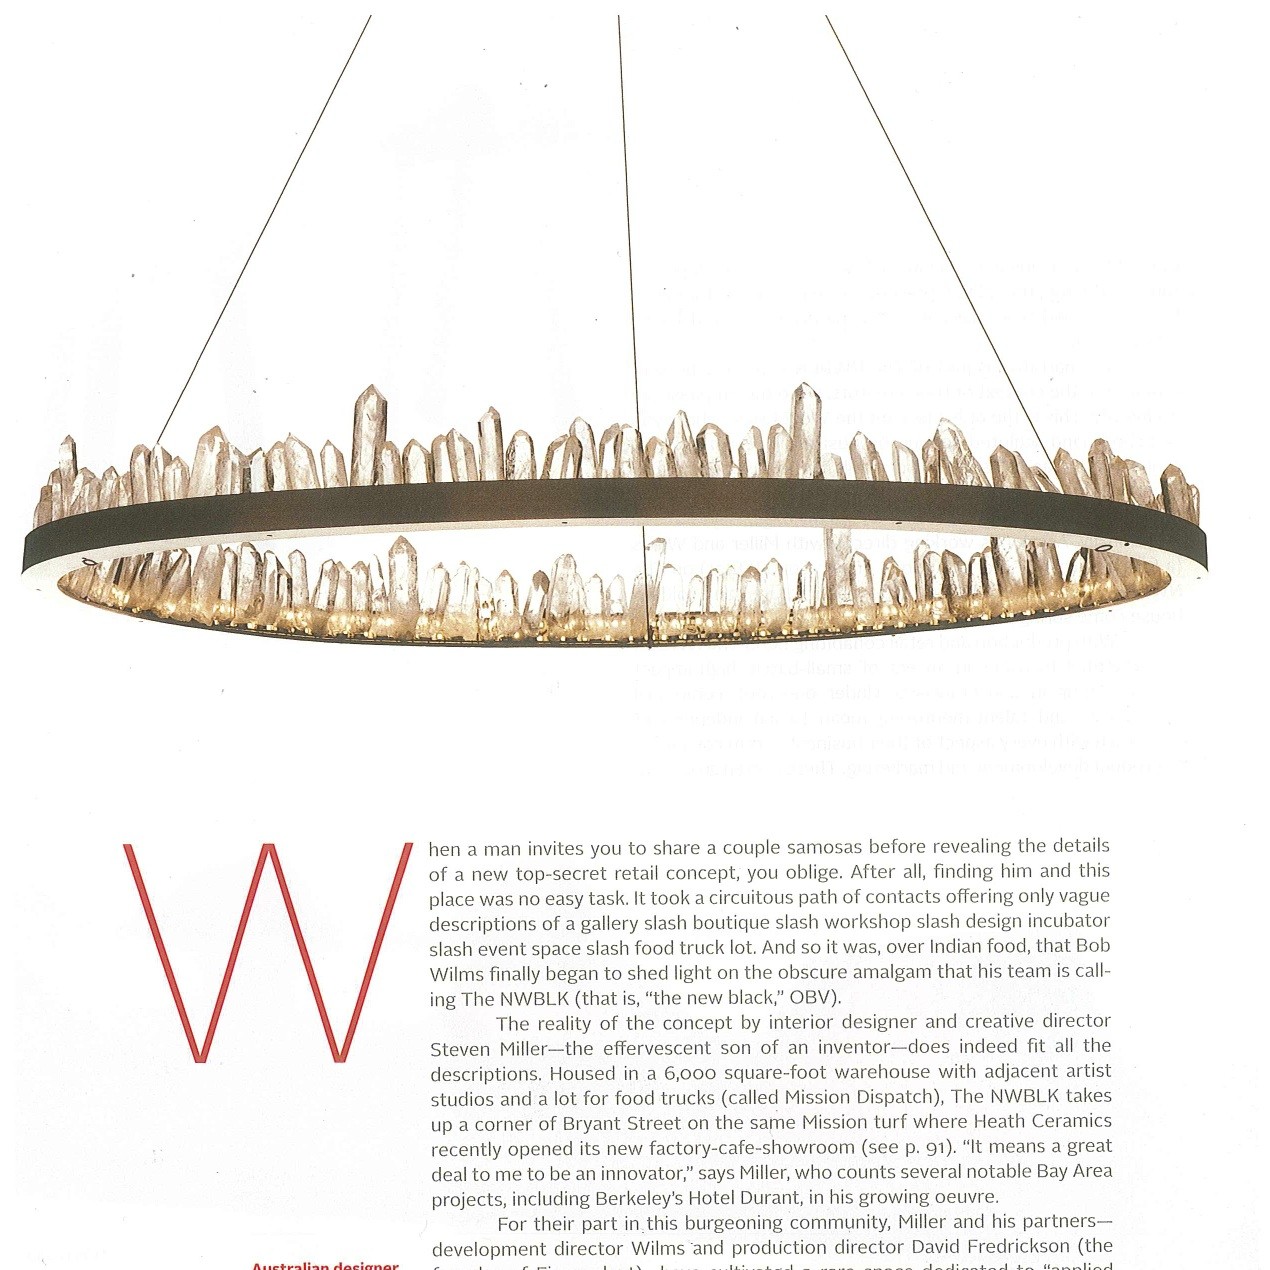 When a man invites you to share a couple samosas before revealing the details
of a new top-secret retail concept, you oblige. After all, finding him and this
place was no easy task. It took a circuitous path of contacts offering only vague
descriptions of a gallery slash boutique slash workshop slash design incubator
slash event space slash food truck lot. And so it was, over Indian food, that Bob
Wilms finally began to shed light on the obscure amalgam that his team is call-
ing The NWBLK (that is, “the new black,” OBV).
The reality of the concept by interior designer and creative director
Steven Miller—the effervescent son of an inventor—does indeed fit all the
descriptions. Housed in a 6,000 square-foot warehouse with adjacent artist
studios and a lot for food trucks (called Mission Dispatch), The NWBLK takes
up a corner of Bryant Street on the same Mission turf where Heath Ceramics
recently opened its new factory-cafe-showroom (see p. 91). “It means a great
deal to me to be an innovator,” says Miller, who counts several notable Bay Area
projects, including Berkeley’s Hotel Durant, in his growing oeuvre.
For their part in this burgeoning community, Miller and his partners—
development director Wilms and production director David Fredrickson (the
Australian designer